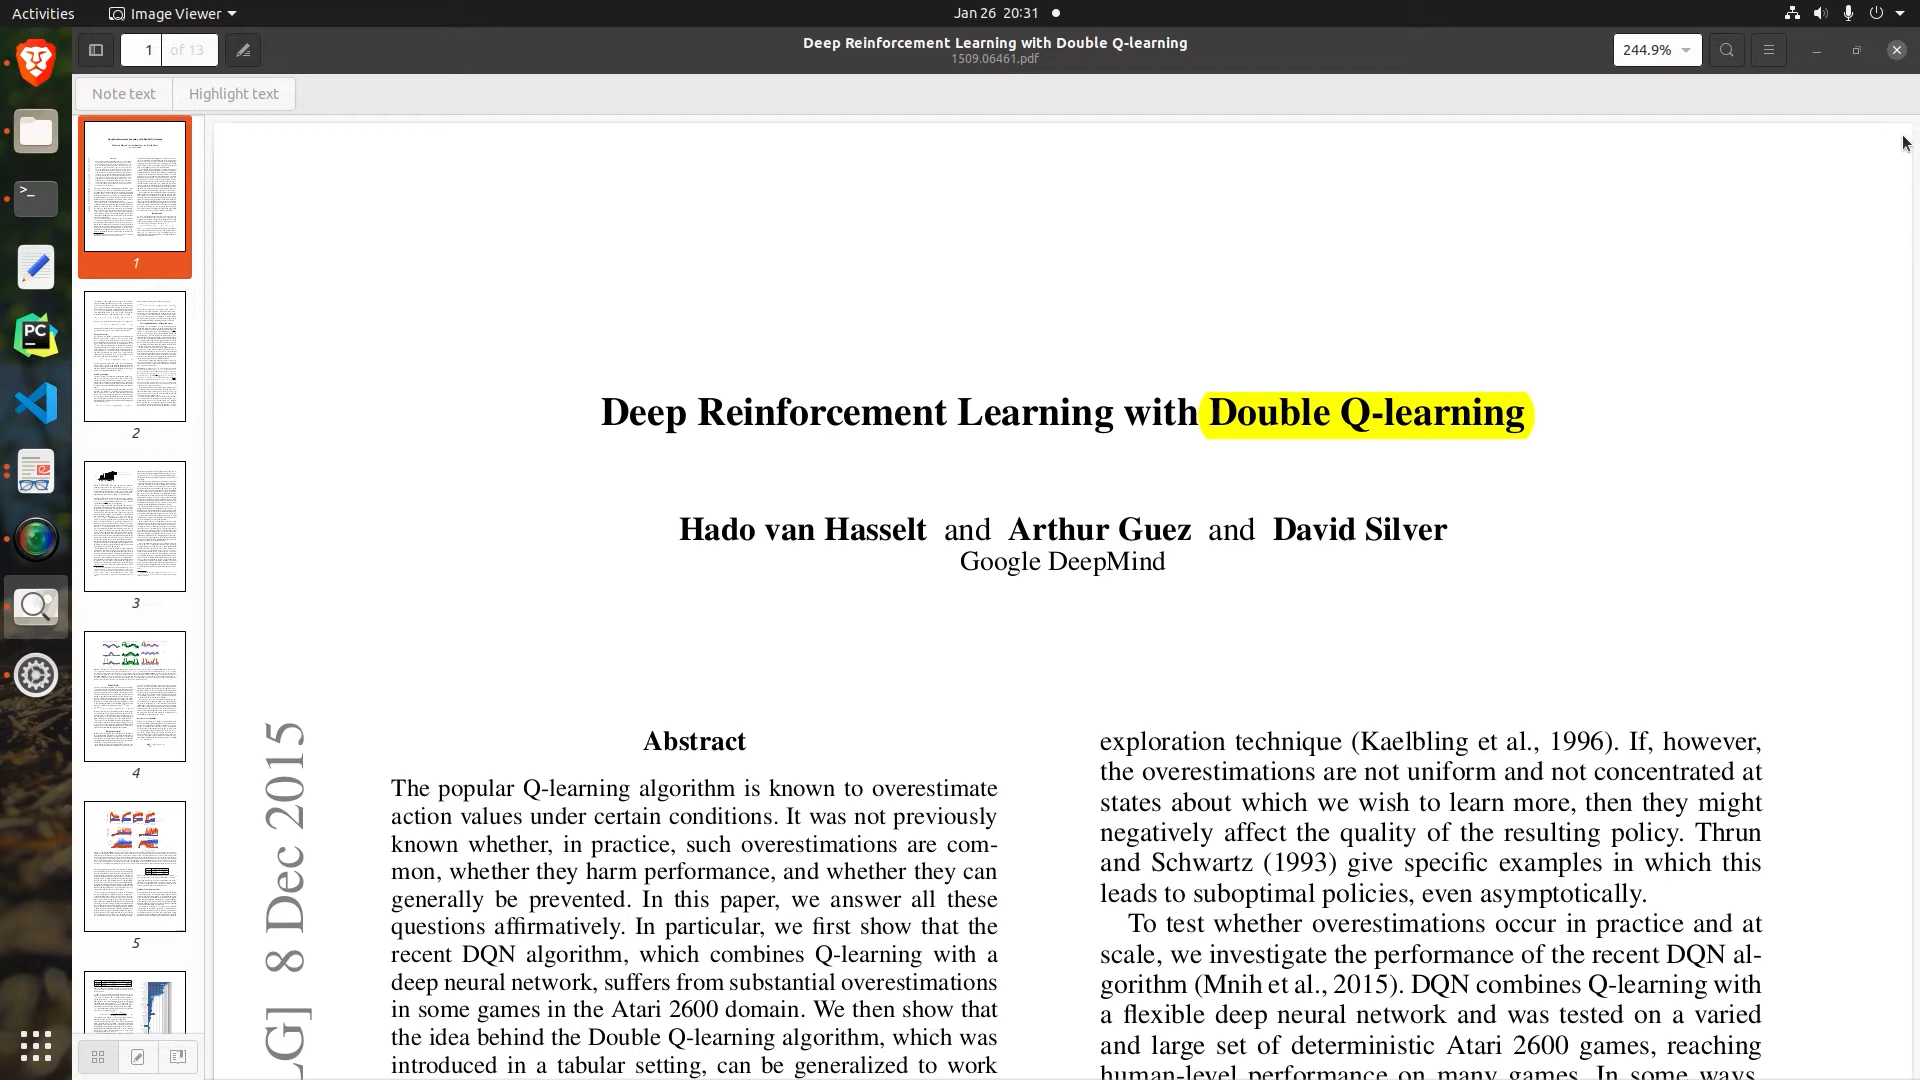 Activities
Image Viewer
Jan 26 20:31
1 of 13
Deep Reinforcement Learning with Double Q-learning
1509.06461.pdf
244.9%
Note text
Highlight text
PC
1
2
3
4
5
Deep Reinforcement Learning with Double Q-learning
Hado van Hasselt and Arthur Guez and David Silver
Google DeepMind
LG] 8 Dec 2015
Abstract
The popular Q-learning algorithm is known to overestimate
action values under certain conditions. It was not previously
known whether, in practice, such overestimations are com-
mon, whether they harm performance, and whether they can
generally be prevented. In this paper, we answer all these
questions affirmatively. In particular, we first show that the
recent DQN algorithm, which combines Q-learning with a
deep neural network, suffers from substantial overestimations
in some games in the Atari 2600 domain. We then show that
the idea behind the Double Q-learning algorithm, which was
introduced in a tabular setting, can be generalized to work
exploration technique (Kaelbling et al., 1996). If, however,
the overestimations are not uniform and not concentrated at
states about which we wish to learn more, then they might
negatively affect the quality of the resulting policy. Thrun
and Schwartz (1993) give specific examples in which this
leads to suboptimal policies, even asymptotically.
To test whether overestimations occur in practice and at
scale, we investigate the performance of the recent DQN al-
gorithm (Mnih et al., 2015). DQN combines Q-learning with
a flexible deep neural network and was tested on a varied
and large set of deterministic Atari 2600 games, reaching
human-level performance on many games. In some ways,